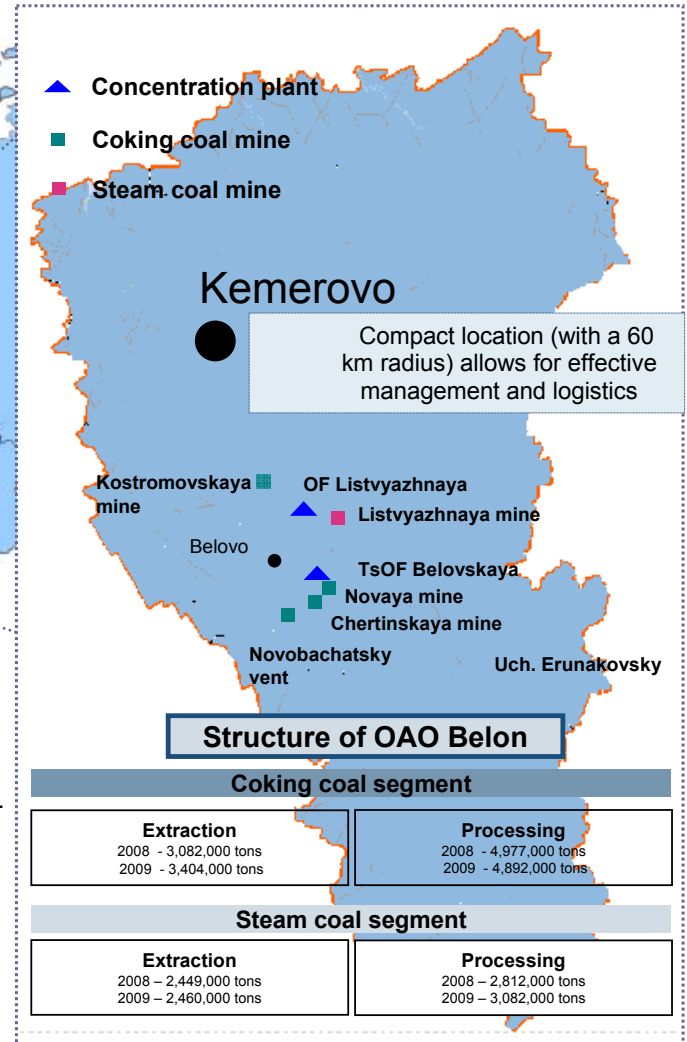 Concentration plant
Coking coal mine
Steam coal mine
Kemerovo
Compact location (with a 60
km radius) allows for effective
management and logistics
Kostromovskaya
mine
OF Listvyazhnaya
Listvyazhnaya mine
Belovo
TsOF Belovskaya
Novaya mine
Chertinskaya mine
Novobachatsky
vent
Uch. Erunakovsky
Structure of OAO Belon
Coking coal segment
Extraction
2008 - 3,082,000 tons
2009 - 3,404,000 tons
Processing
2008 - 4,977,000 tons
2009 - 4,892,000 tons
Steam coal segment
Extraction
2008 – 2,449,000 tons
2009 – 2,460,000 tons
Processing
2008 – 2,812,000 tons
2009 – 3,082,000 tons